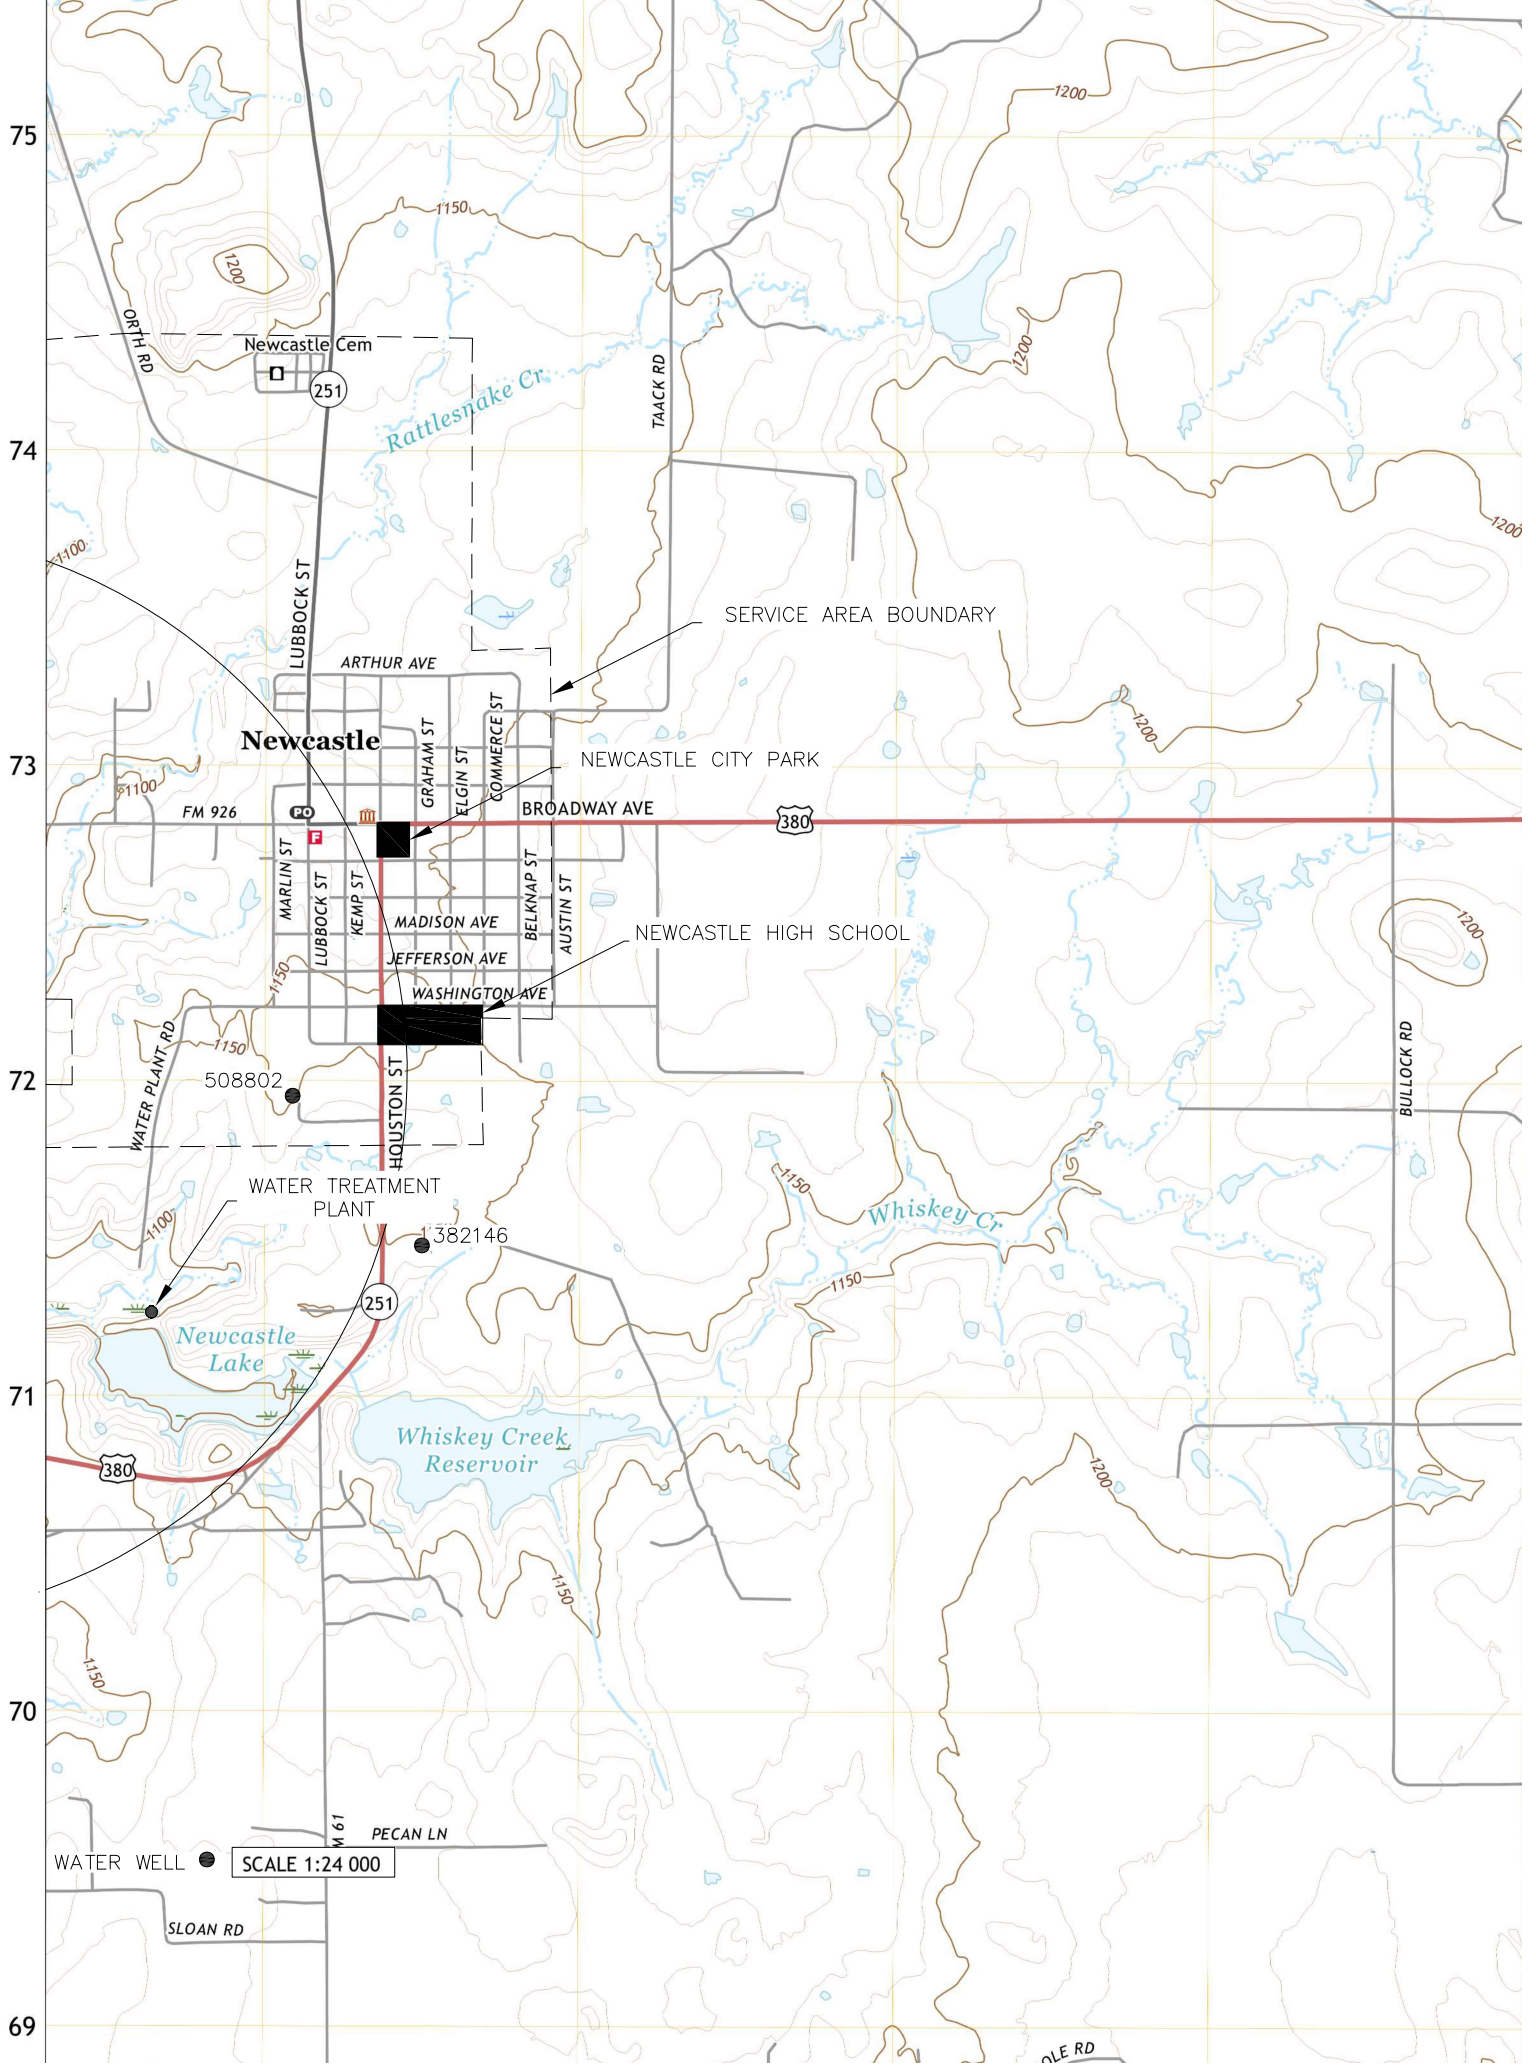 75
1200
1150
1200
ORTH RD
Newcastle Cem
251
1200
TAACK RD
Rattlesnake Cr
74
1200
1100
LUBBOCK ST
SERVICE AREA BOUNDARY
ARTHUR AVE
COMMERCE ST
1200
GRAHAM ST
Newcastle
ELGIN ST
NEWCASTLE CITY PARK
73
1100
FM 926
PO
BROADWAY AVE
380
F
MARLIN ST
LUBBOCK ST
KEMP ST
BELKNAP ST
AUSTIN ST
MADISON AVE
NEWCASTLE HIGH SCHOOL
1200
JEFFERSON AVE
1150
WASHINGTON AVE
WATER PLANT RD
1150
HOUSTON ST
BULLOCK RD
72
508802
WATER TREATMENT
PLANT
1150
Whiskey Cr
1100
382146
1150
251
Newcastle
Lake
71
Whiskey Creek
Reservoir
380
1200
1150
1150
70
M 61
PECAN LN
WATER WELL
SCALE 1:24 000
SLOAN RD
69
OLE RD